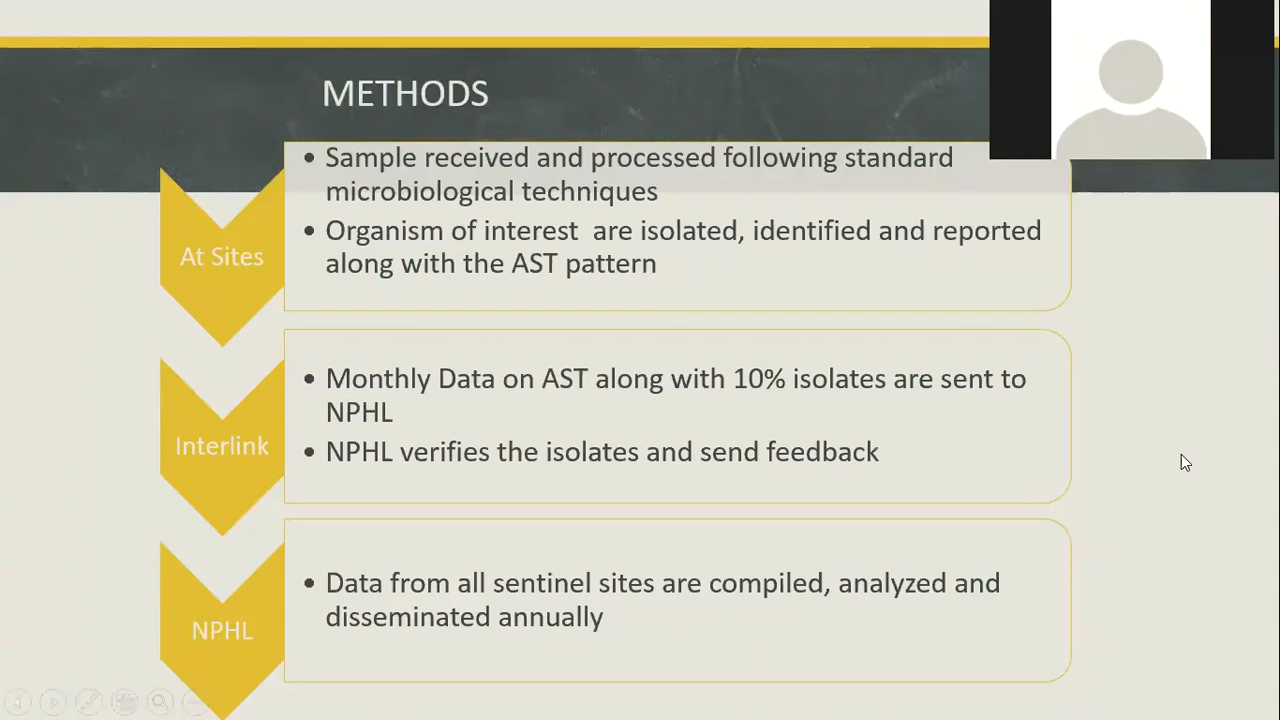 METHODS
At Sites
• Sample received and processed following standard
microbiological techniques
• Organism of interest are isolated, identified and reported
along with the AST pattern
Interlink
• Monthly Data on AST along with 10% isolates are sent to
NPHL
• NPHL verifies the isolates and send feedback
NPHL
• Data from all sentinel sites are compiled, analyzed and
disseminated annually